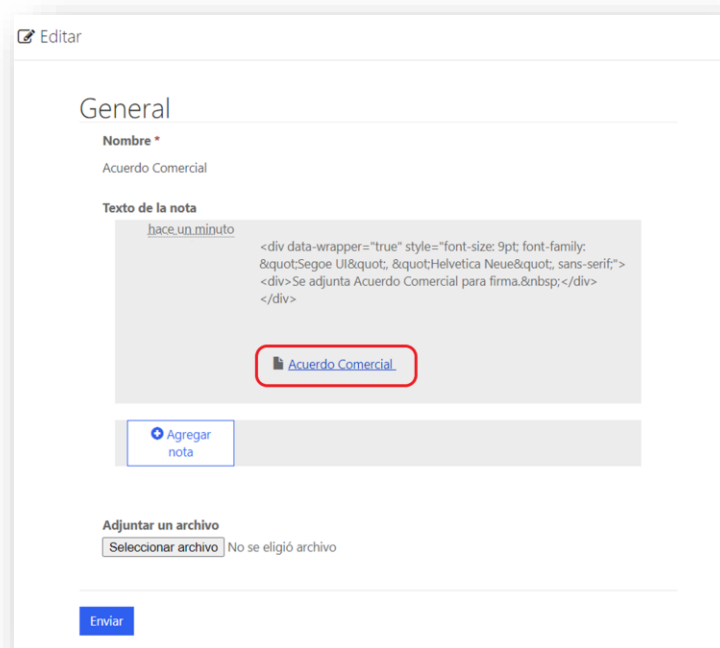 Editar
General
Nombre *
Acuerdo Comercial
Texto de la nota
hace un minuto
<div data-wrapper="true" style="font-size: 9pt; font-family:
&quot;Segoe UI&quot;, &quot;Helvetica Neue&quot;, sans-serif;">
<div>Se adjunta Acuerdo Comercial para firma.&nbsp;</div>
</div>
Acuerdo Comercial
Agregar
nota
Adjuntar un archivo
Seleccionar archivo No se eligió archivo
Enviar